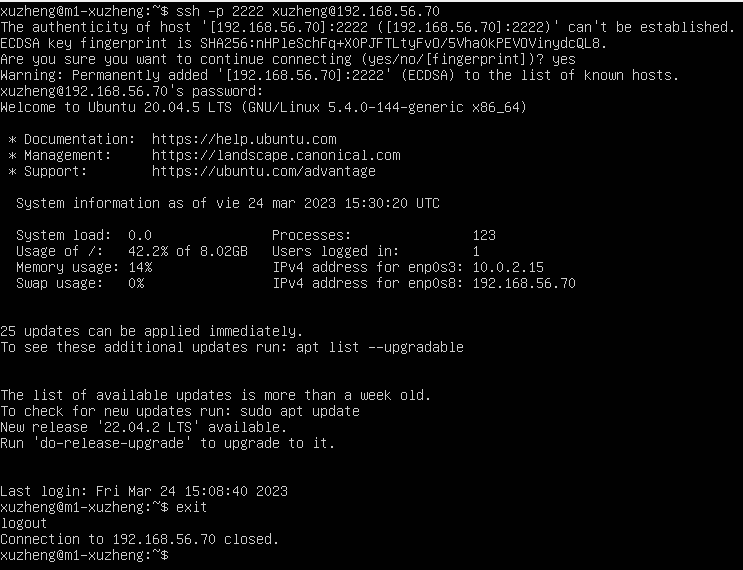 xuzheng@m1-xuzheng:~$ ssh -p 2222 xuzheng@192.168.56.70
The authenticity of host '[192.168.56.70]:2222 ([192.168.56.70]:2222)' can't be established.
ECDSA key fingerprint is SHA256:nHPleSchFq+XOPJFTLtyFvO/5Vha0kPEVOVinydcQL8.
Are you sure you want to continue connecting (yes/no/[fingerprint])? yes
Warning: Permanently added '[192.168.56.70]:2222' (ECDSA) to the list of known hosts.
xuzheng@192.168.56.70's password:
Welcome to Ubuntu 20.04.5 LTS (GNU/Linux 5.4.0-144-generic x86_64)
* Documentation:  https://help.ubuntu.com
* Management:     https://landscape.canonical.com
* Support:        https://ubuntu.com/advantage
System information as of vie 24 mar 2023 15:30:20 UTC
System load:  0.0               Processes:               123
Usage of /:   42.2% of 8.02GB   Users logged in:         1
Memory usage: 14%               IPv4 address for enp0s3: 10.0.2.15
Swap usage:   0%                IPv4 address for enp0s8: 192.168.56.70
25 updates can be applied immediately.
To see these additional updates run: apt list --upgradable
The list of available updates is more than a week old.
To check for new updates run: sudo apt update
New release '22.04.2 LTS' available.
Run 'do-release-upgrade' to upgrade to it.
Last login: Fri Mar 24 15:08:40 2023
xuzheng@m1-xuzheng:~$ exit
logout
Connection to 192.168.56.70 closed.
xuzheng@m1-xuzheng:~$